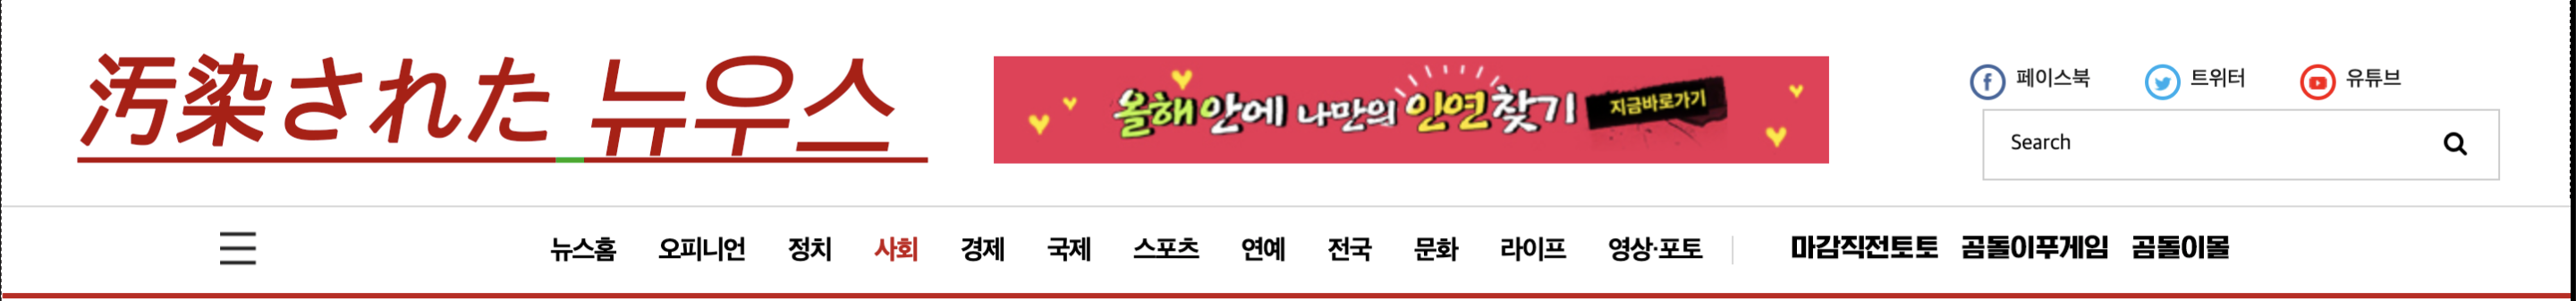 汚染された 뉴우스
올해 안에 나만의 인연 찾기 지금바로가기
페이스북 트위터 유튜브
Search
뉴스홈 오피니언 정치 사회 경제 국제 스포츠 연예 전국 문화 라이프 영상·포토 마감직전토토 곰돌이푸게임 곰돌이몰